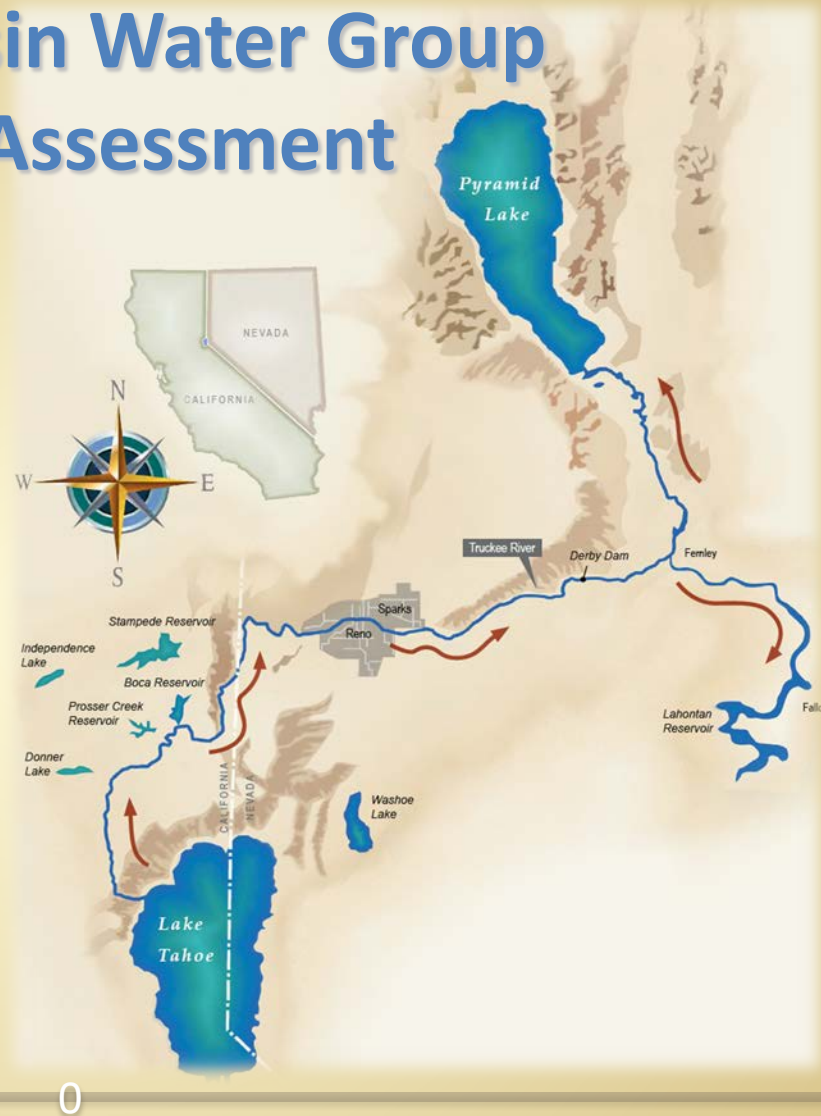 in Water Group
Assessment
Pyramid
Lake
NEVADA
CALIFORNIA
N
W
E
S
Truckee River
Derby Dam
Fernley
Sparks
Reno
Stampede Reservoir
Independence
Lake
Boca Reservoir
Prosser Creek
Reservoir
Donner
Lake
Lahontan
Reservoir
CALIFORNIA
NEVADA
Washoe
Lake
Lake
Tahoe
0